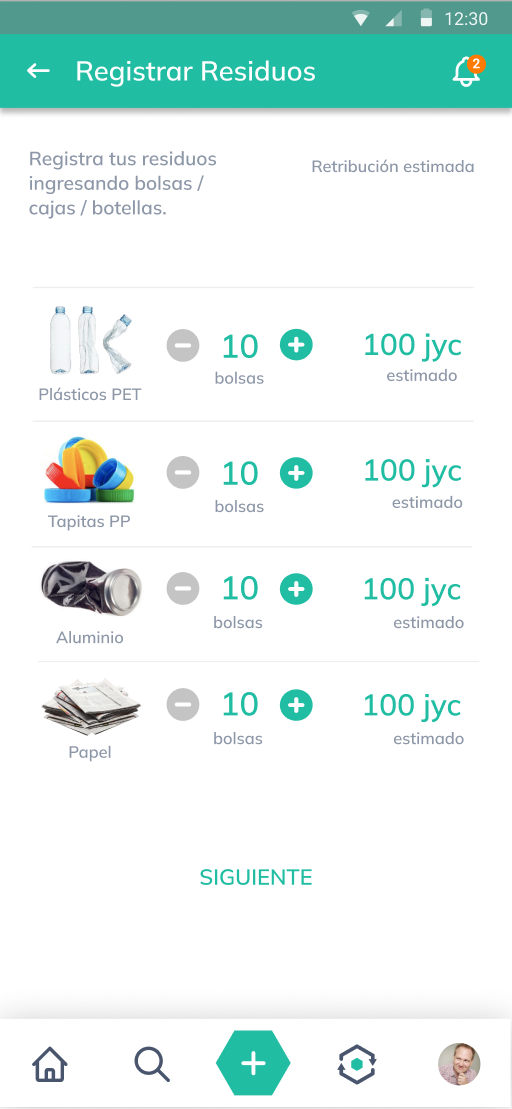 12:30
Registrar Residuos
2
Registra tus residuos
ingresando bolsas /
cajas / botellas.
Retribución estimada
10
100 jyc
bolsas
estimado
Plásticos PET
10
100 jyc
bolsas
estimado
Tapitas PP
10
100 jyc
bolsas
estimado
Aluminio
10
100 jyc
bolsas
estimado
Papel
SIGUIENTE